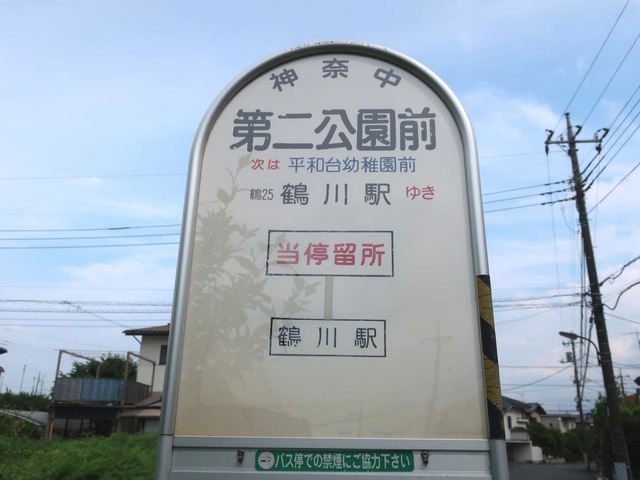 神奈中
第二公園前
次は 平和台幼稚園前
鶴25 鶴川駅 ゆき
当停留所
鶴川駅
バス停での禁煙にご協力下さい